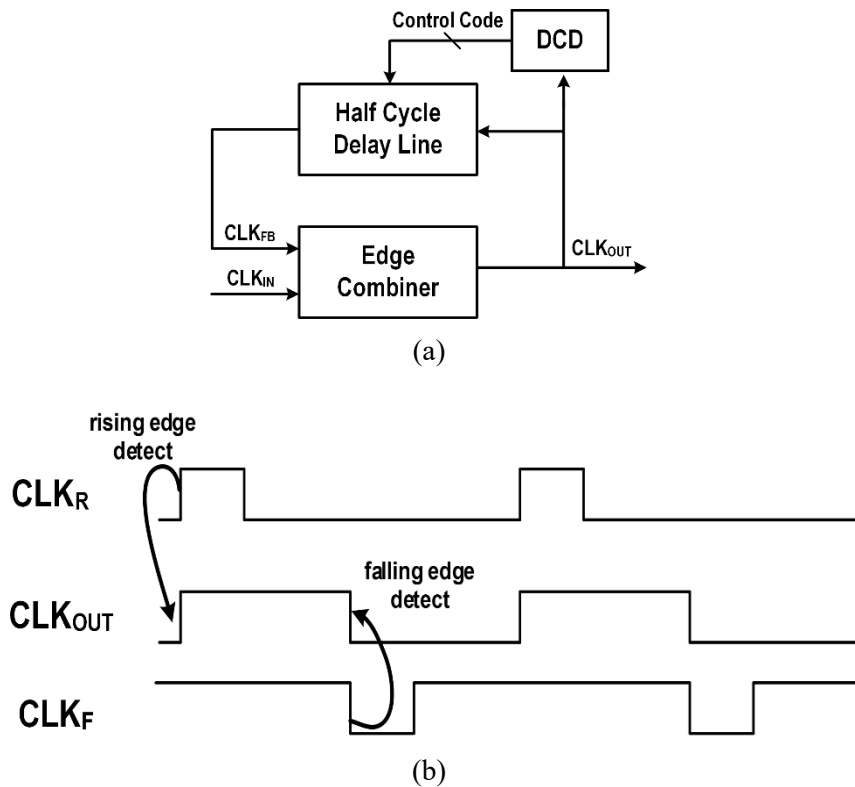 Control Code
DCD
Half Cycle
Delay Line
CLKFB
CLKIN
Edge
Combiner
CLKOUT
(a)
rising edge
detect
CLKR
falling edge
detect
CLKOUT
CLKF
(b)